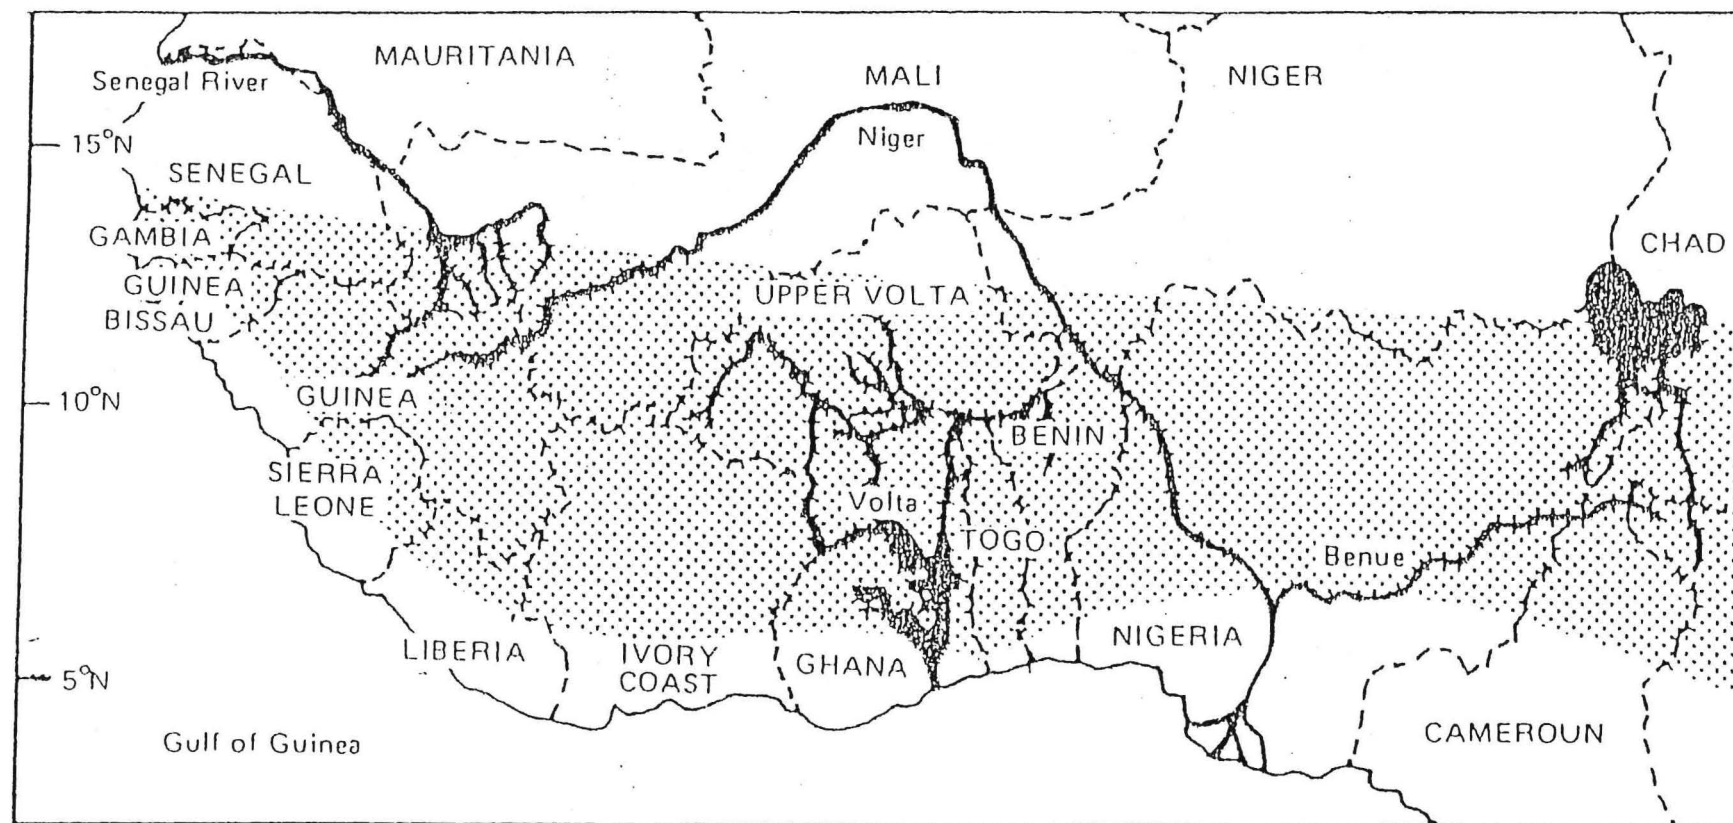 MAURITANIA
MALI
NIGER
Senegal River
Niger
15°N
SENEGAL
GAMBIA
CHAD
GUINEA
BISSAU
UPPER VOLTA
GUINEA
10°N
BENIN
SIERRA
LEONE
Volta
TOGO
Benue
LIBERIA
IVORY
COAST
GHANA
NIGERIA
5°N
CAMEROUN
Gulf of Guinea